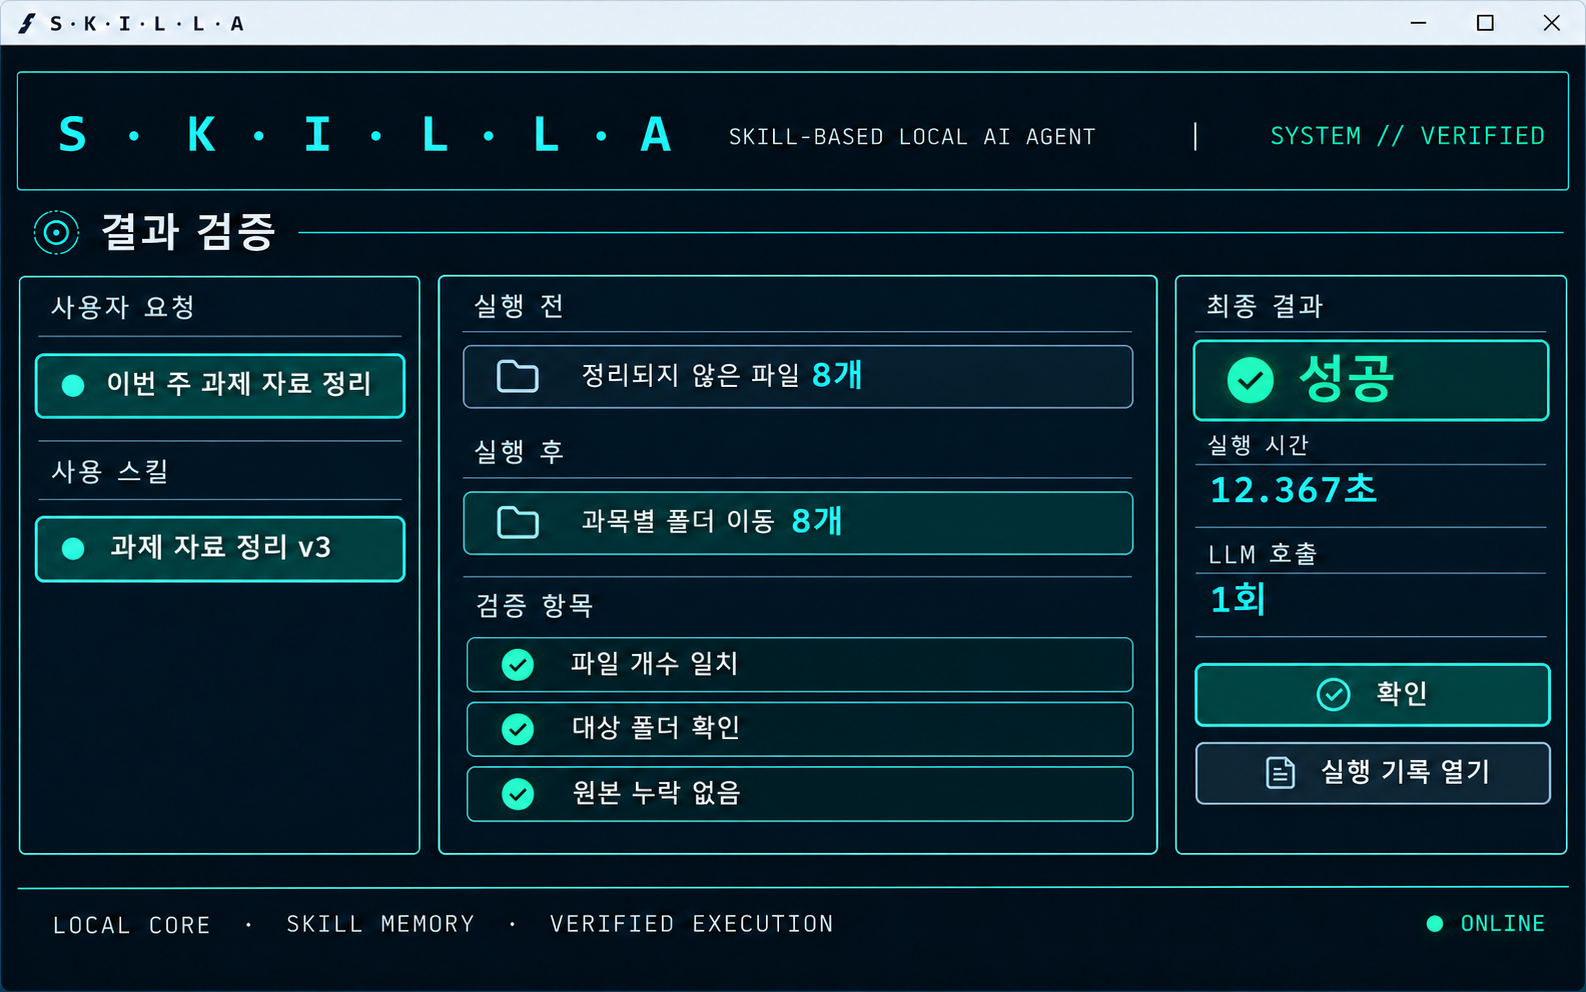 S·K·I·L·L·A
S·K·I·L·L·A
SKILL-BASED LOCAL AI AGENT
|
SYSTEM // VERIFIED
결과 검증
사용자 요청
이번 주 과제 자료 정리
사용 스킬
과제 자료 정리 v3
실행 전
정리되지 않은 파일 8개
실행 후
과목별 폴더 이동 8개
검증 항목
파일 개수 일치
대상 폴더 확인
원본 누락 없음
최종 결과
성공
실행 시간
12.367초
LLM 호출
1회
확인
실행 기록 열기
LOCAL CORE · SKILL MEMORY · VERIFIED EXECUTION
ONLINE